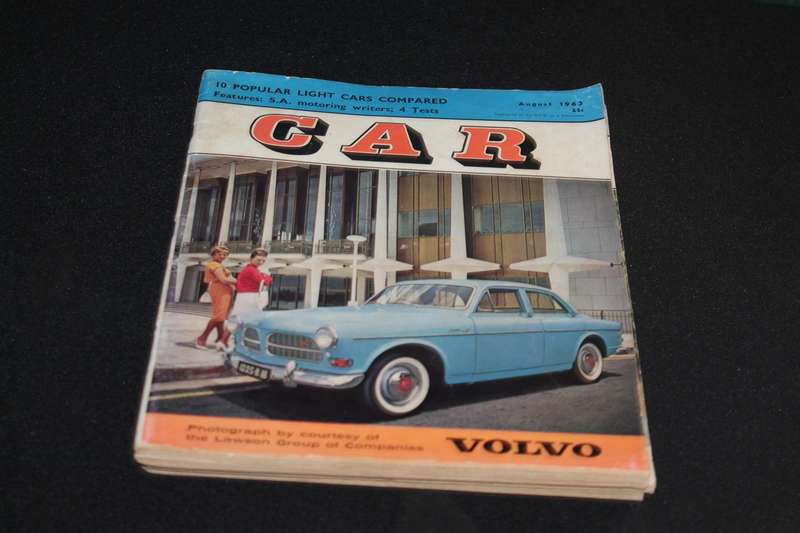 10 POPULAR LIGHT CARS COMPARED
Features: S.A. motoring writers; 4 Tests
August 1963
25c
CAR
Photograph by courtesy of
the Lawson Group of Companies
VOLVO